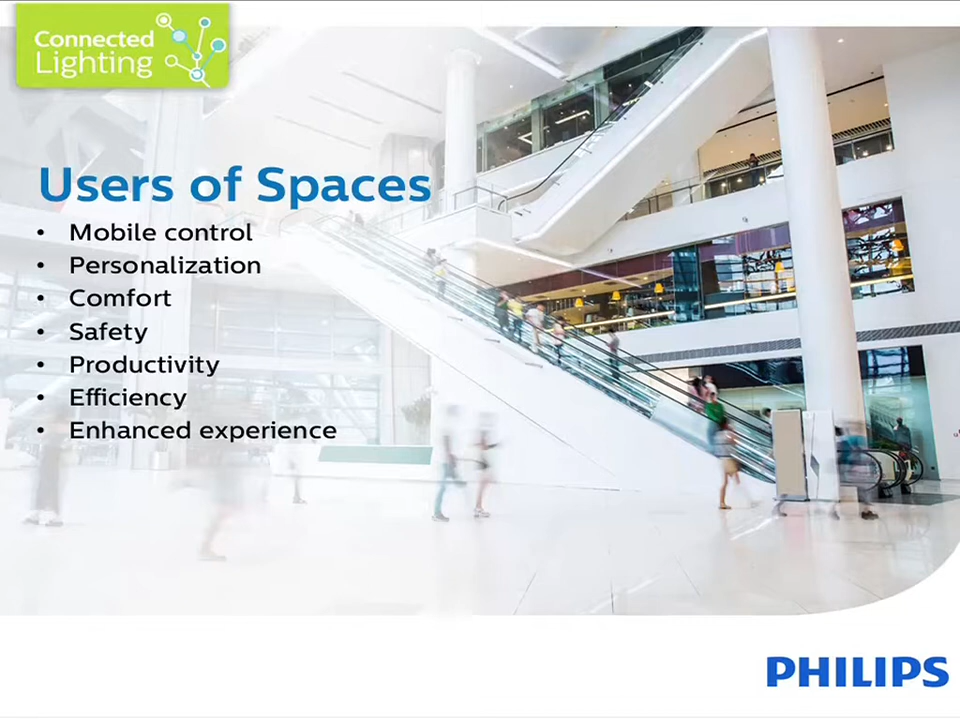 Connected
Lighting
Users of Spaces
• Mobile control
• Personalization
• Comfort
• Safety
• Productivity
• Efficiency
• Enhanced experience
PHILIPS